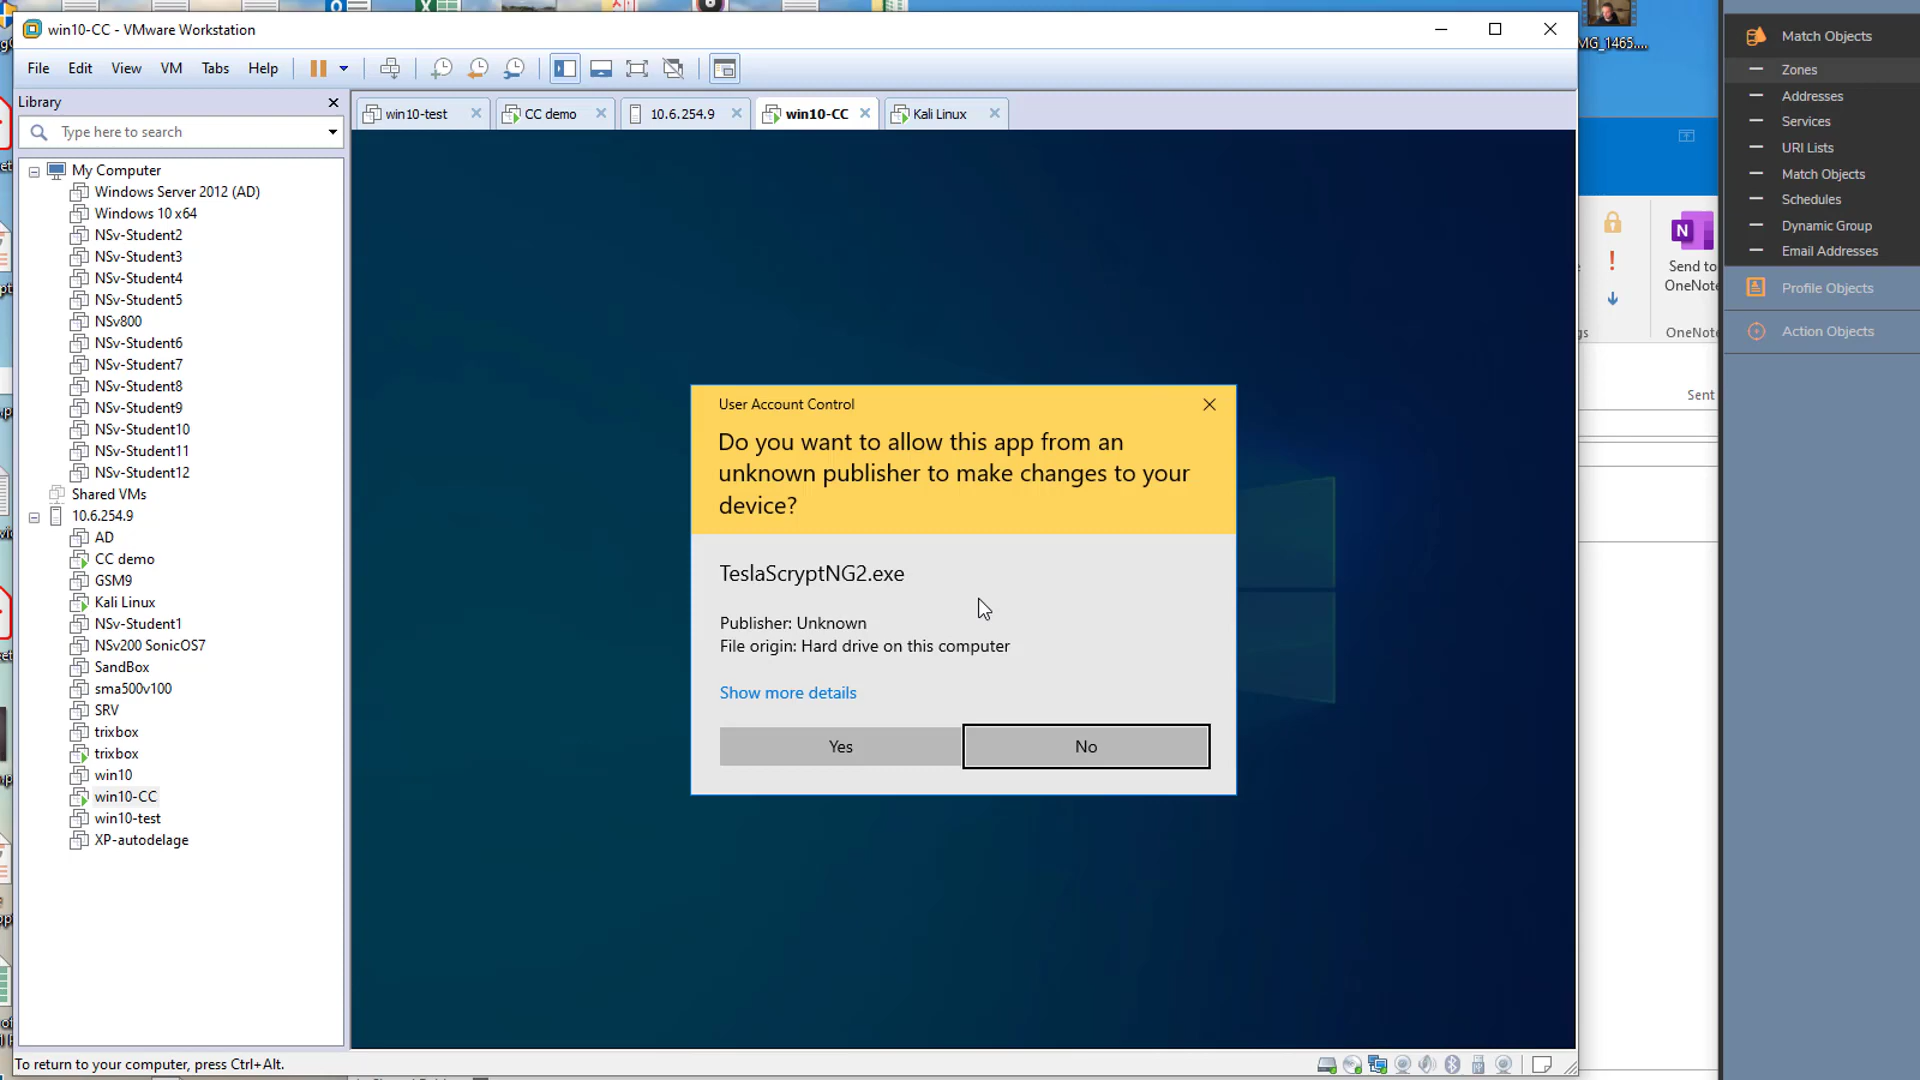 win10-CC - VMware Workstation
File Edit View VM Tabs Help
Library
Type here to search
My Computer
Windows Server 2012 (AD)
Windows 10 x64
NSv-Student2
NSv-Student3
NSv-Student4
NSv-Student5
NSv800
NSv-Student6
NSv-Student7
NSv-Student8
NSv-Student9
NSv-Student10
NSv-Student11
NSv-Student12
Shared VMs
10.6.254.9
AD
CC demo
GSM9
Kali Linux
NSv-Student1
NSv200 SonicOS7
SandBox
sma500v100
SRV
trixbox
trixbox
win10
win10-CC
win10-test
XP-autodelage
win10-test CC demo 10.6.254.9 win10-CC Kali Linux
User Account Control
Do you want to allow this app from an
unknown publisher to make changes to your
device?
TeslaScryptNG2.exe
Publisher: Unknown
File origin: Hard drive on this computer
Show more details
Yes No
To return to your computer, press Ctrl+Alt.
MG_1465....
N
Send to
OneNote
OneNote
Sent
Match Objects
Zones
Addresses
Services
URI Lists
Match Objects
Schedules
Dynamic Group
Email Addresses
Profile Objects
Action Objects